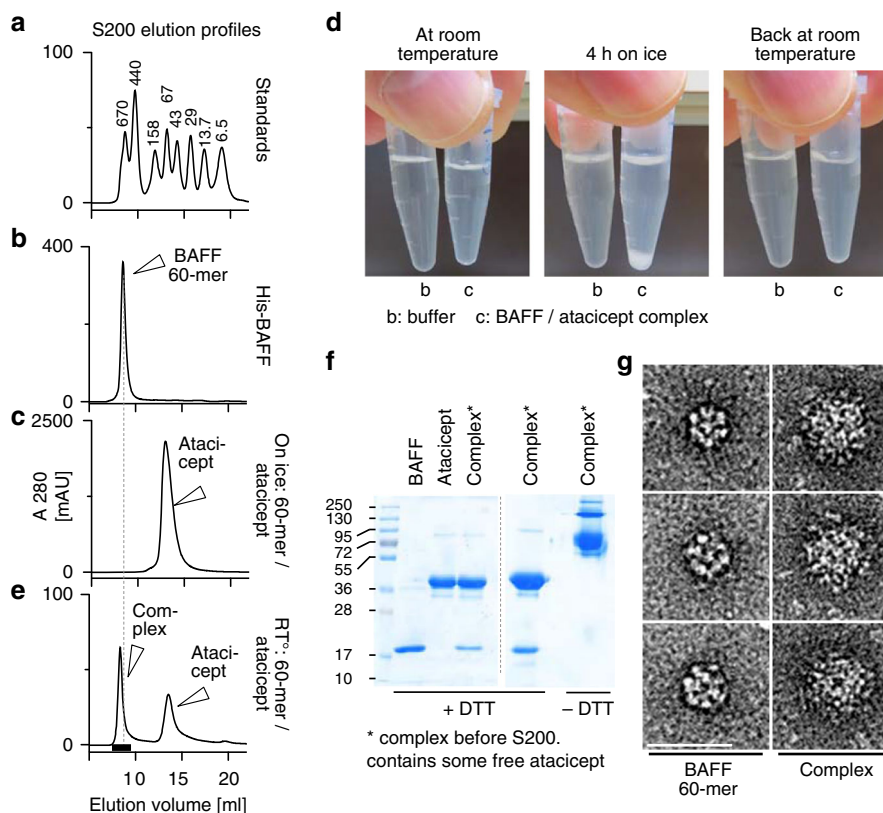 a
S200 elution profiles
100
0
670
440
158
67
43
29
13.7
6.5
Standards
b
400
0
BAFF
60-mer
His-BAFF
c
2500
0
A 280
[mAU]
Ataci-
cept
On ice: 60-mer /
atacicept
e
100
0
Com-
plex
Ataci-
cept
RT°: 60-mer /
atacicept
10
15
20
Elution volume [ml]
d
At room
temperature
4 h on ice
Back at room
temperature
b
c
b
c
b
c
b: buffer
c: BAFF / atacicept complex
f
BAFF
Atacicept
Complex*
Complex*
Complex*
250
130
95
72
55
36
28
17
10
+ DTT
– DTT
* complex before S200.
contains some free atacicept
g
BAFF
60-mer
Complex